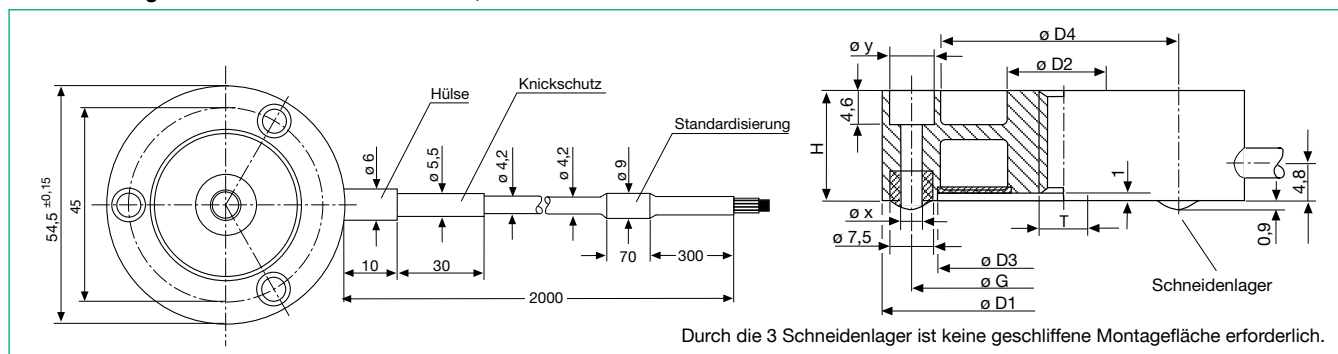 Hülse
Knickschutz
Standardisierung
54,5 ±0,15
45
ø 6
ø 5,5
ø 4,2
ø 4,2
ø 9
10
30
70
300
2000
ø D4
ø y
ø D2
4,6
H
1
4,8
ø x
T
0,9
ø 7,5
ø D3
ø G
ø D1
Schneidenlager
Durch die 3 Schneidenlager ist keine geschliffene Montagefläche erforderlich.